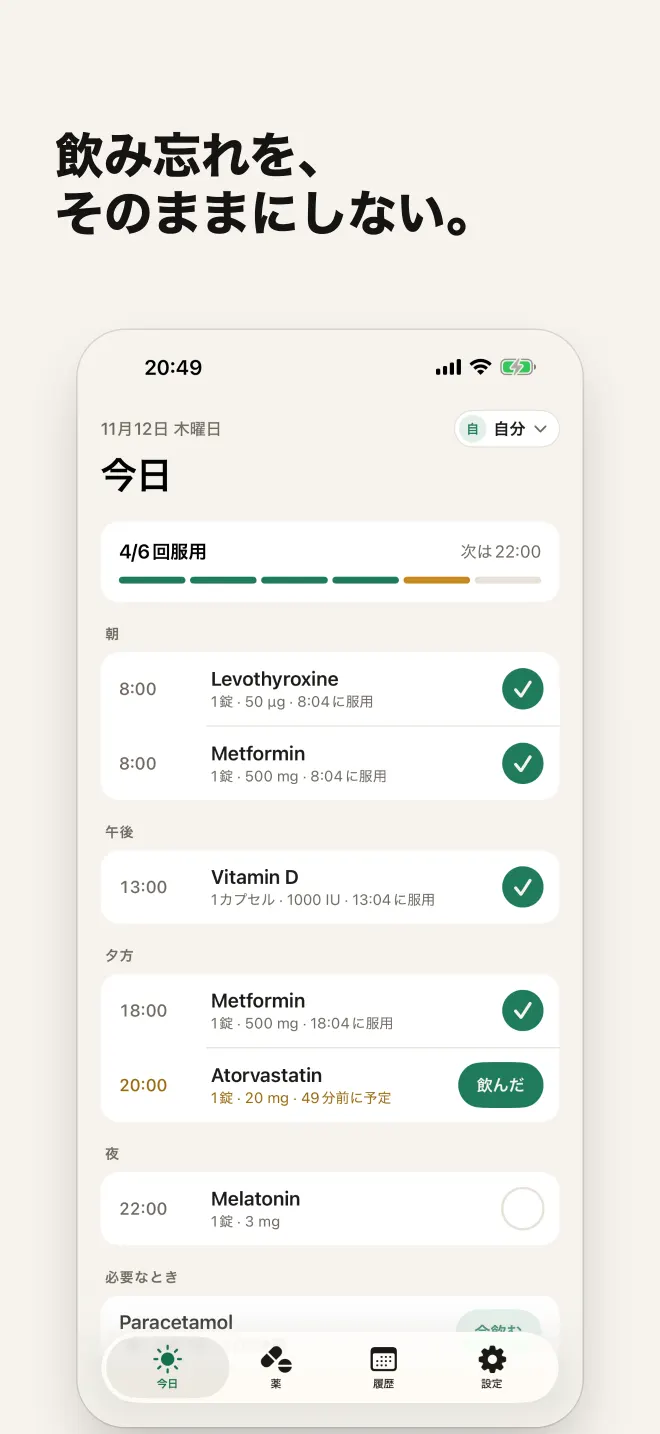 飲み忘れを、
そのままにしない。
20:49
11月12日 木曜日
自 自分
今日
4/6回服用 次は22:00
朝
8:00 Levothyroxine
1錠 · 50 µg · 8:04に服用
8:00 Metformin
1錠 · 500 mg · 8:04に服用
午後
13:00 Vitamin D
1カプセル · 1000 IU · 13:04に服用
夕方
18:00 Metformin
1錠 · 500 mg · 18:04に服用
20:00 Atorvastatin 飲んだ
1錠 · 20 mg · 49分前に予定
夜
22:00 Melatonin
1錠 · 3 mg
必要なとき
Paracetamol
今日 薬 履歴 設定